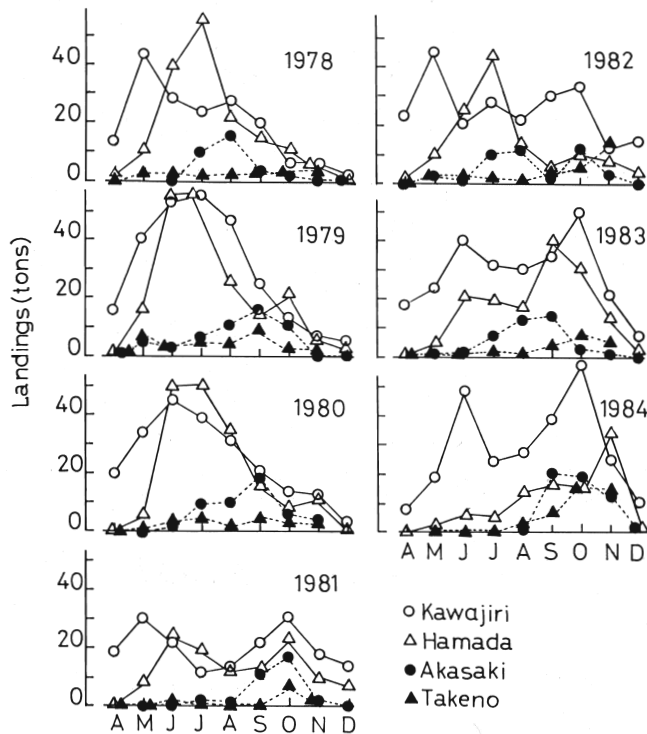 Landings (tons)
40
20
0
1978
40
20
0
1979
40
20
0
1980
A M J J A S O N D
40
20
0
1981
A M J J A S O N D
1982
1983
1984
A M J J A S O N D
Kawajiri
Hamada
Akasaki
Takeno